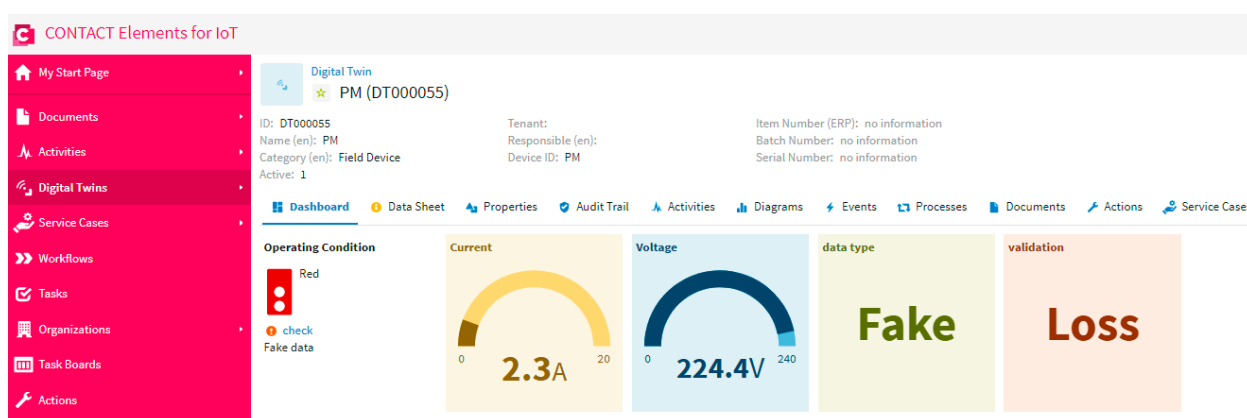 CONTACT Elements for IoT
My Start Page
Documents
Activities
Digital Twins
Service Cases
Workflows
Tasks
Organizations
Task Boards
Actions
Digital Twin
PM (DT000055)
ID: DT000055
Name (en): PM
Category (en): Field Device
Active: 1
Tenant:
Responsible (en):
Device ID: PM
Item Number (ERP): no information
Batch Number: no information
Serial Number: no information
Dashboard Data Sheet Properties Audit Trail Activities Diagrams Events Processes Documents Actions Service Case
Operating Condition
Red
check
Fake data
Current
0 20
2.3A
Voltage
0 240
224.4V
data type
Fake
validation
Loss